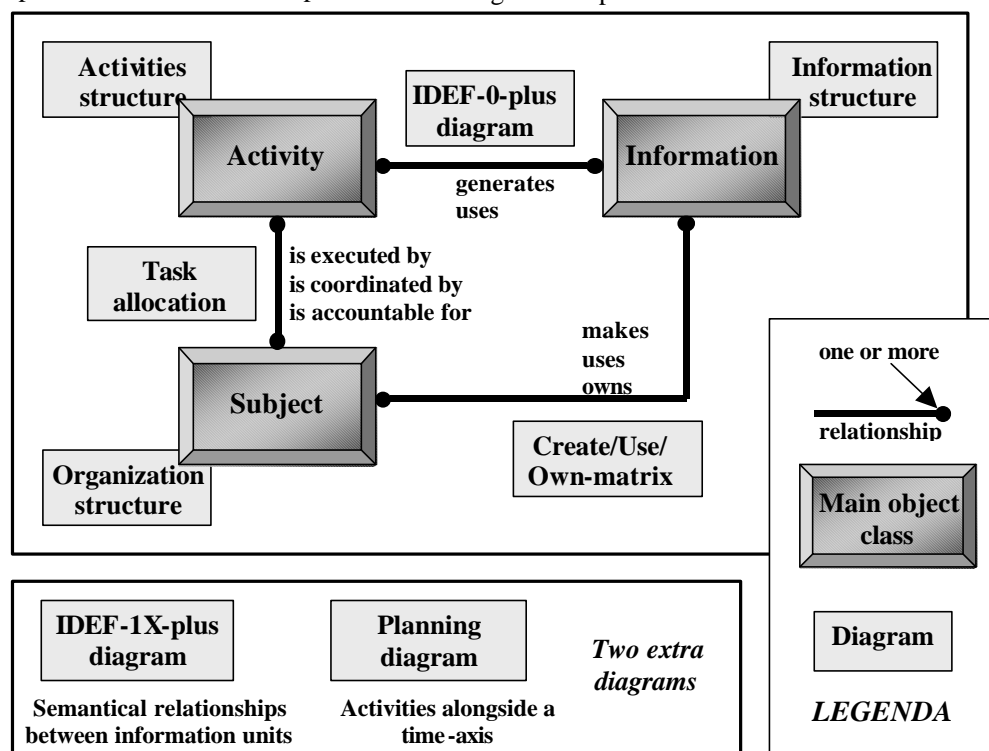 Activities
structure
IDEF-0-plus
diagram
Information
structure
Activity
Information
generates
uses
Task
allocation
is executed by
is coordinated by
is accountable for
makes
uses
owns
Subject
Organization
structure
Create/Use/
Own-matrix
one or more
relationship
Main object
class
Diagram
LEGENDA
IDEF-1X-plus
diagram
Semantical relationships
between information units
Planning
diagram
Activities alongside a
time-axis
Two extra
diagrams